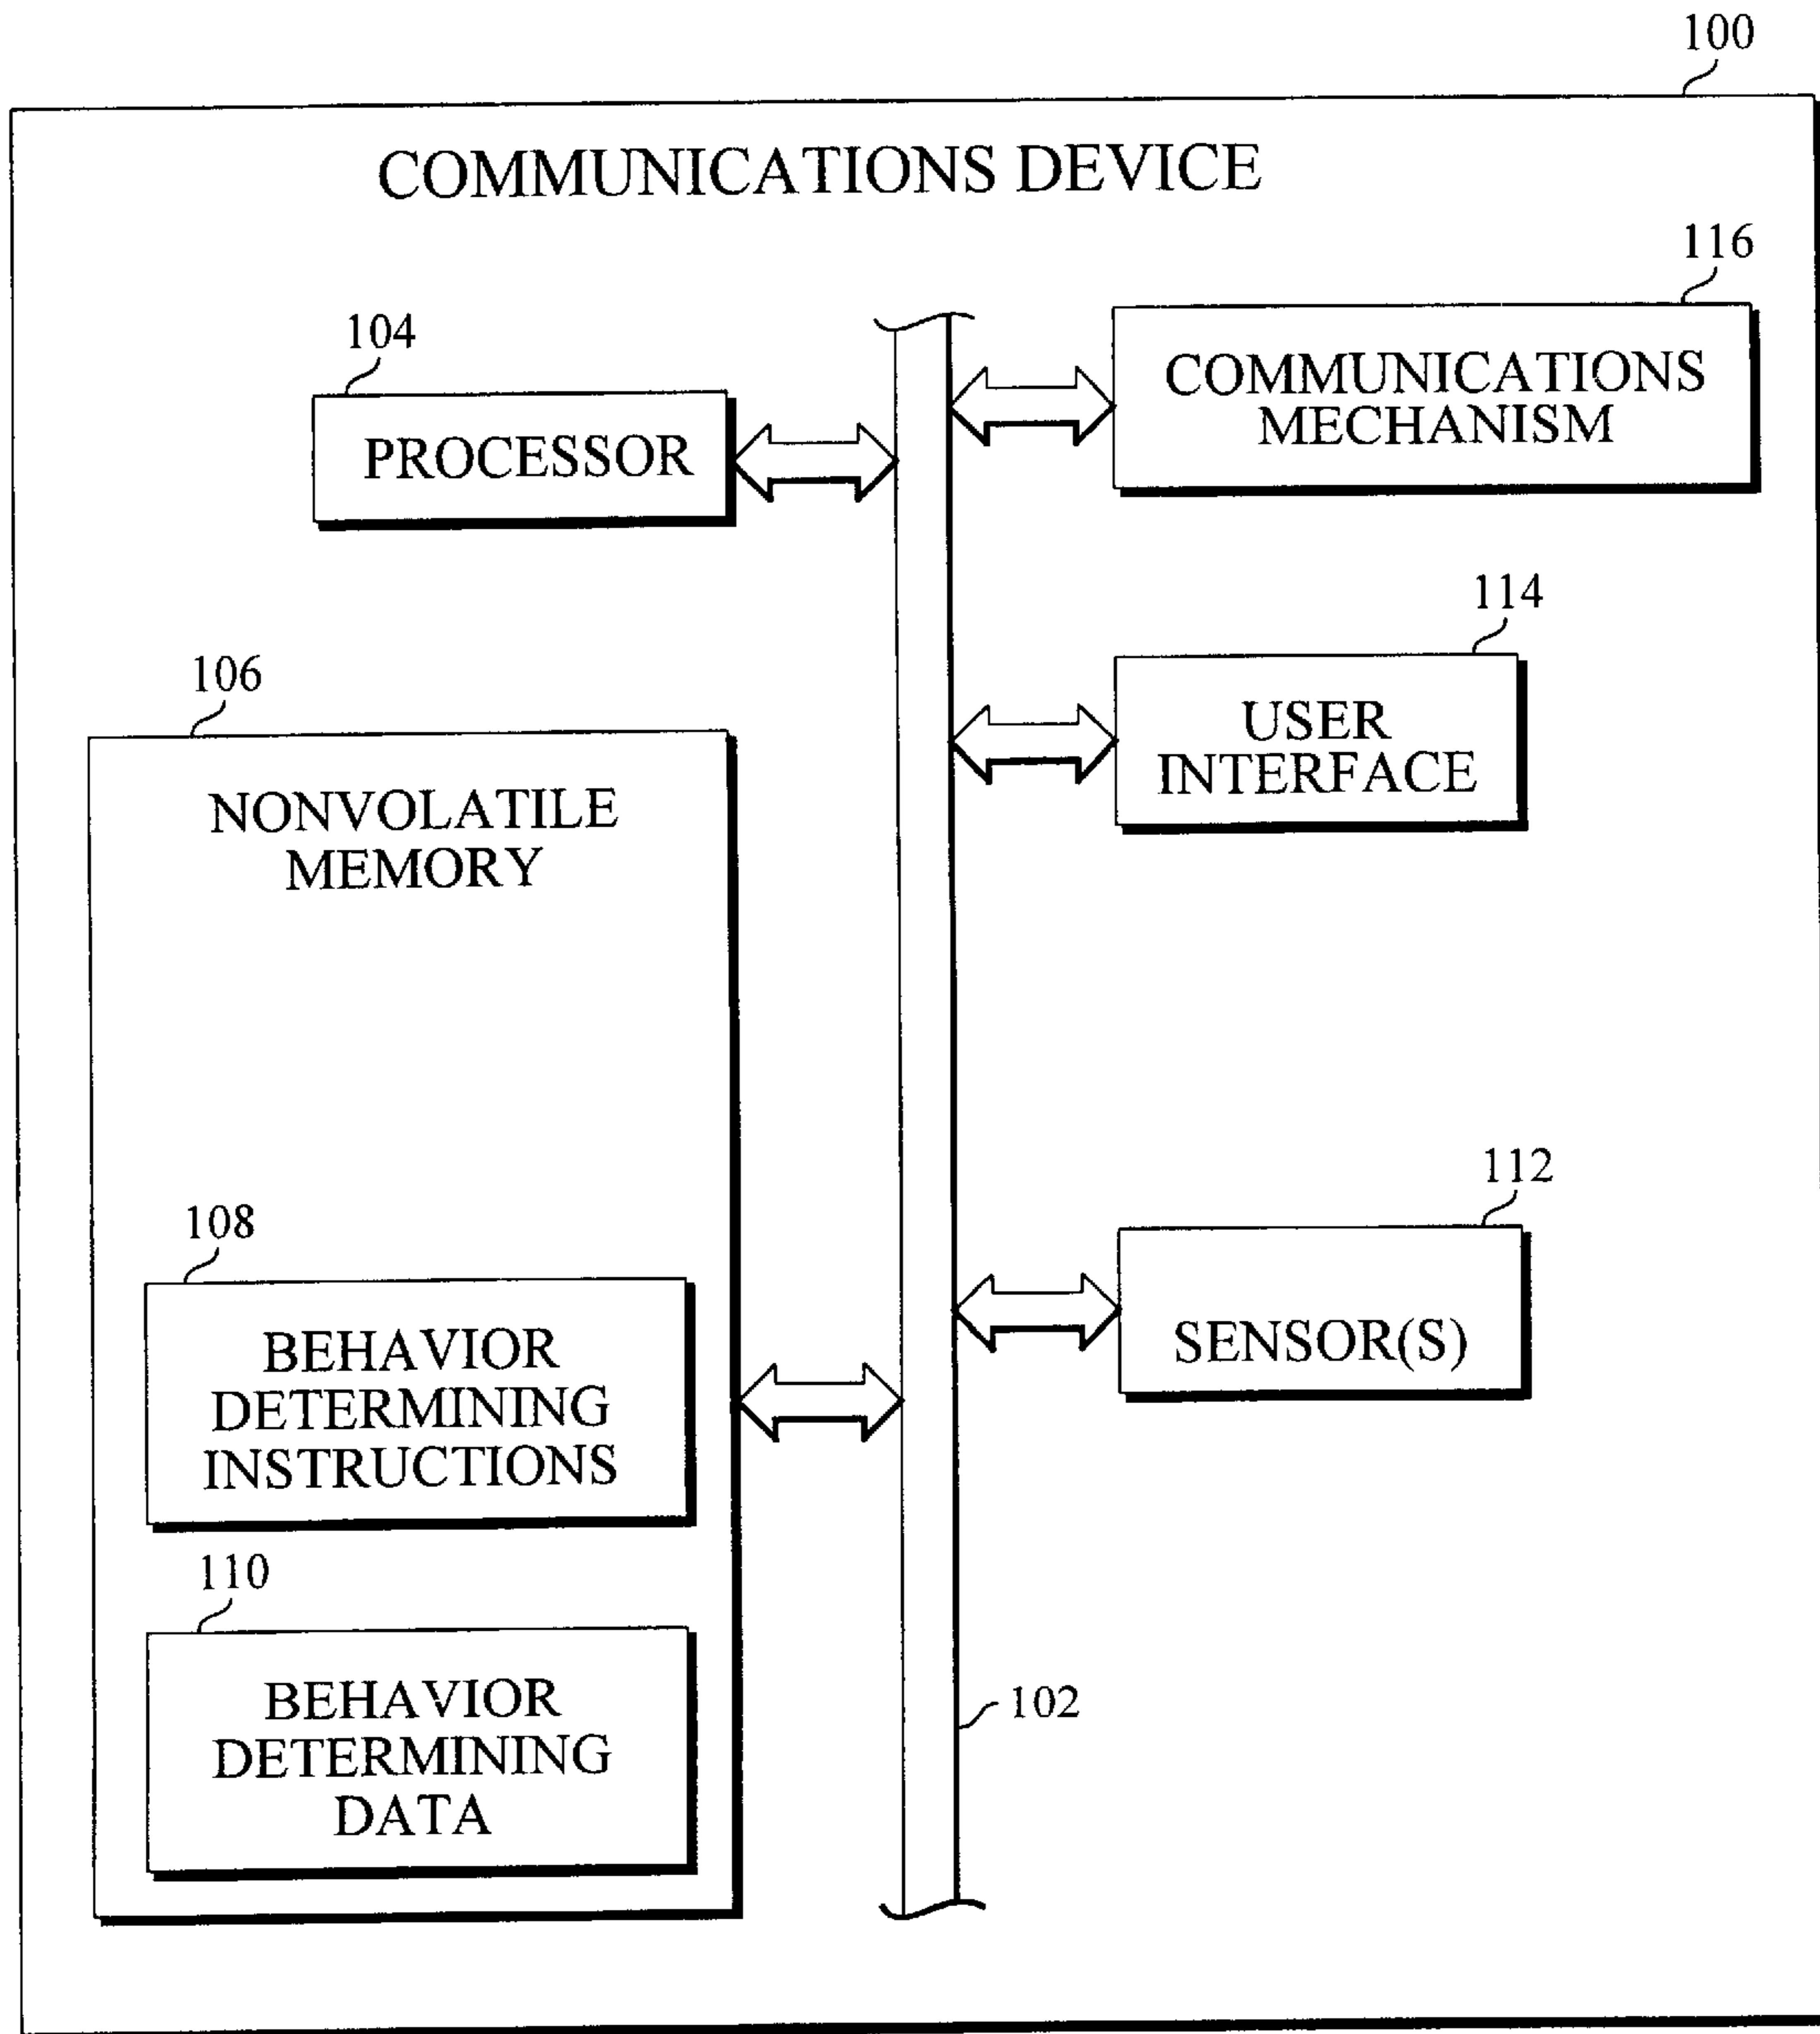 100
COMMUNICATIONS DEVICE
116
104
COMMUNICATIONS
MECHANISM
PROCESSOR
114
106
USER
INTERFACE
NONVOLATILE
MEMORY
112
108
SENSOR(S)
BEHAVIOR
DETERMINING
INSTRUCTIONS
110
BEHAVIOR
DETERMINING
DATA
102